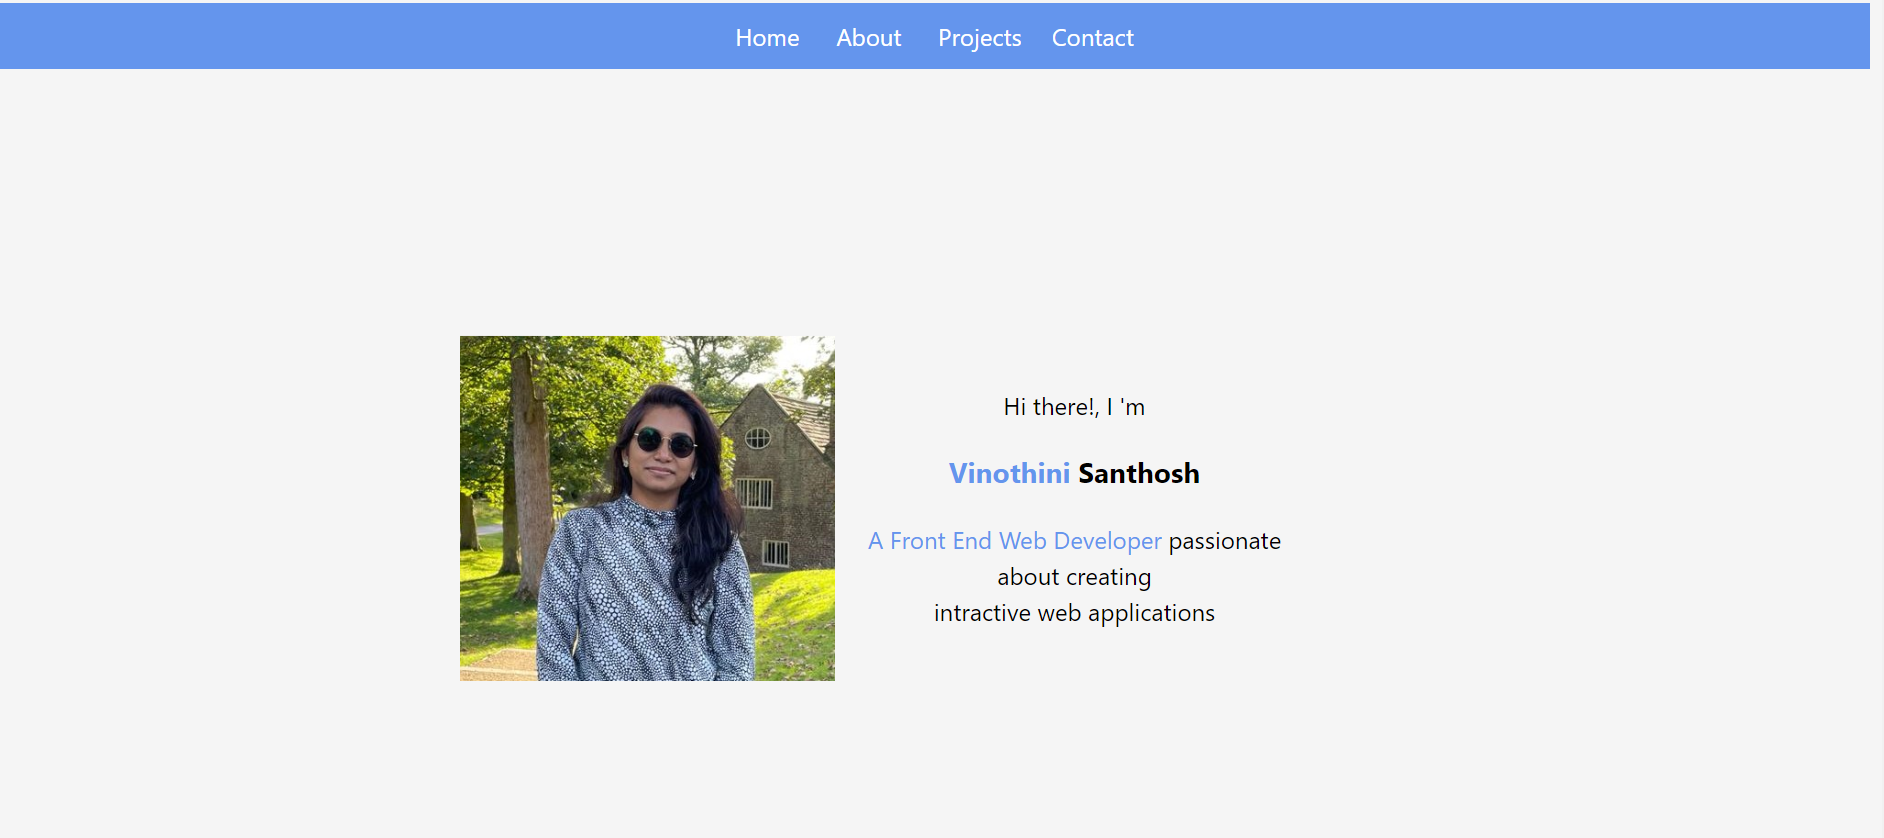 Home About Projects Contact
Hi there!, I 'm
Vinothini Santhosh
A Front End Web Developer passionate
about creating
intractive web applications